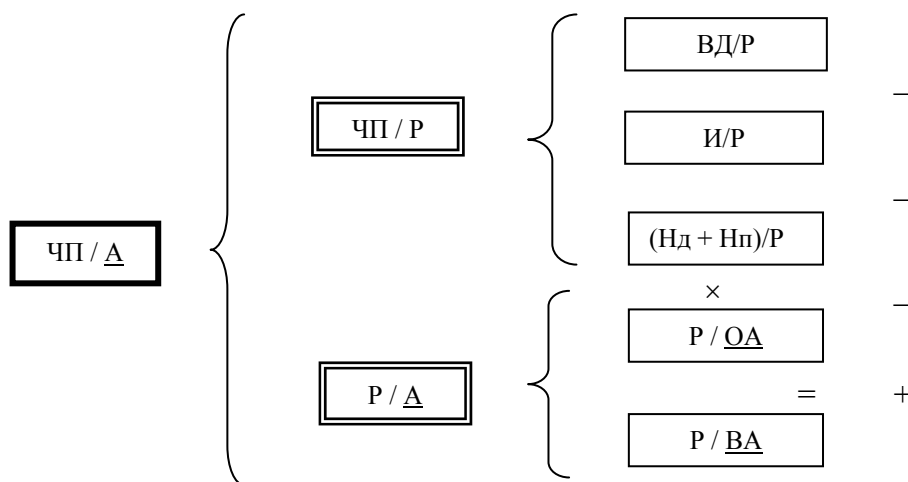 ВД/Р
–
ЧП / Р
И/Р
–
ЧП / А
(Нд + Нп)/Р
×
–
Р / ОА
Р / А
= +
Р / ВА